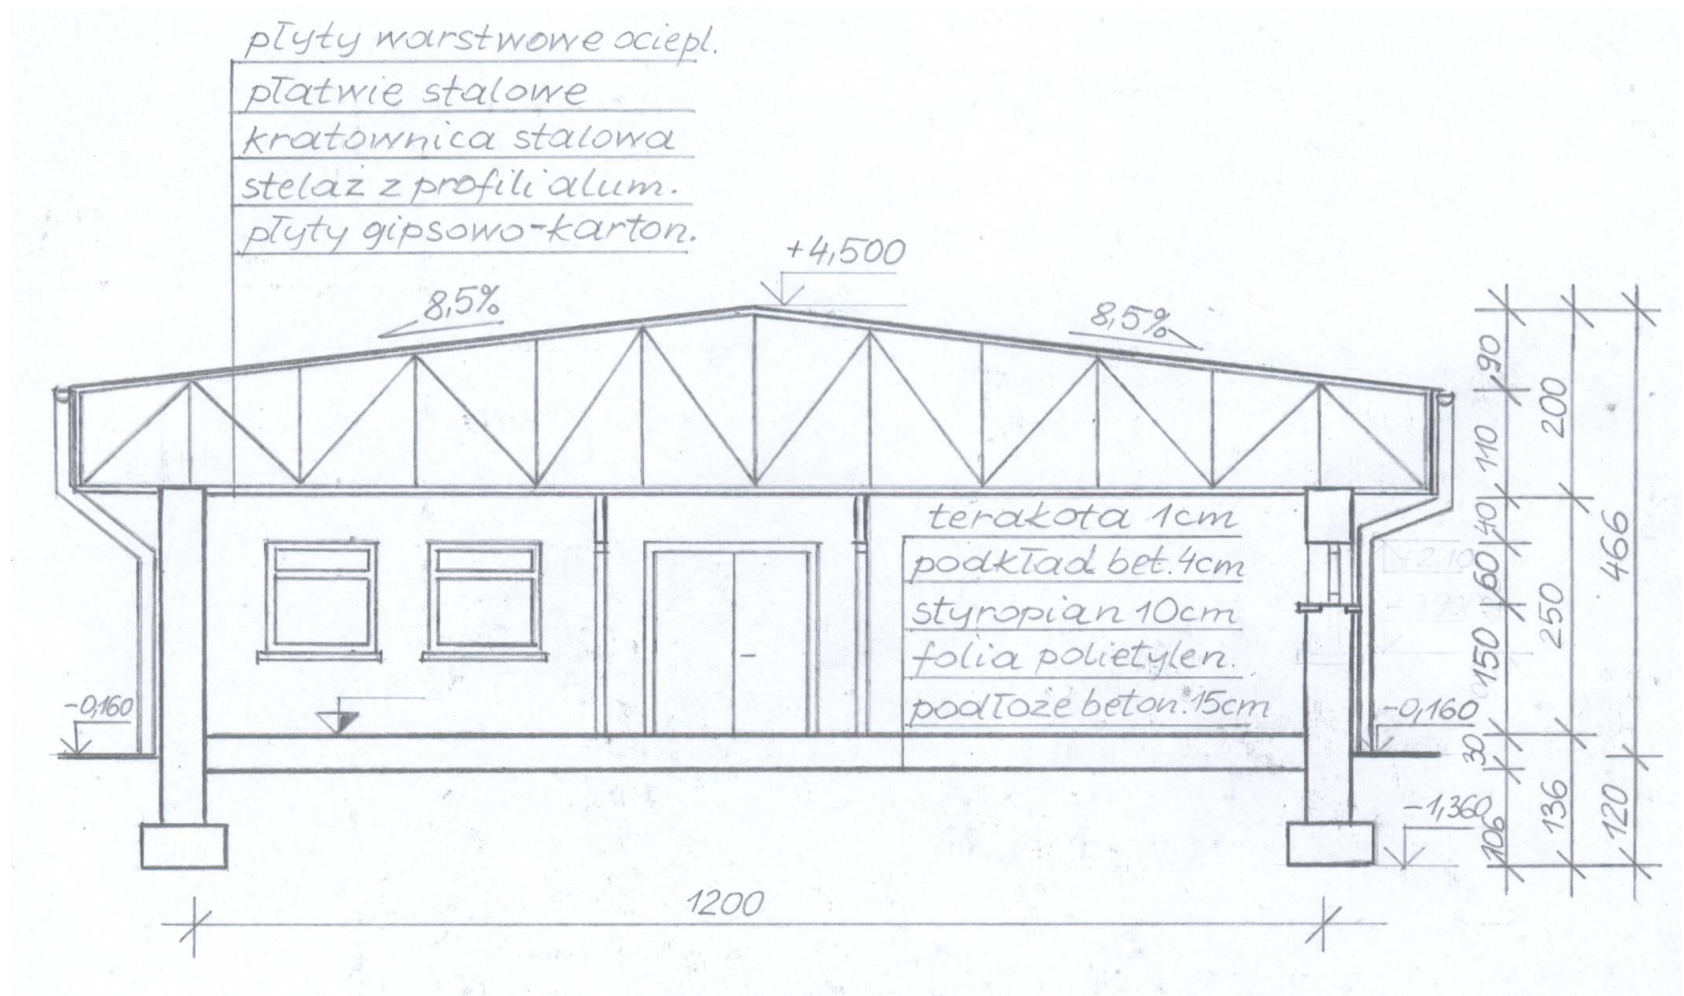 płyty warstwowe ociepl.
płatwie stalowe
kratownica stalowa
stelaż z profili alum.
płyty gipsowo-karton.
+4,500
8,5%
8,5%
90
200
110
40
466
60
250
150
30
136
120
106
terakota 1cm
podkład bet. 4cm
styropian 10cm
folia polietylen.
podłoże beton. 15cm
-0,160
-0,160
-1,360
1200